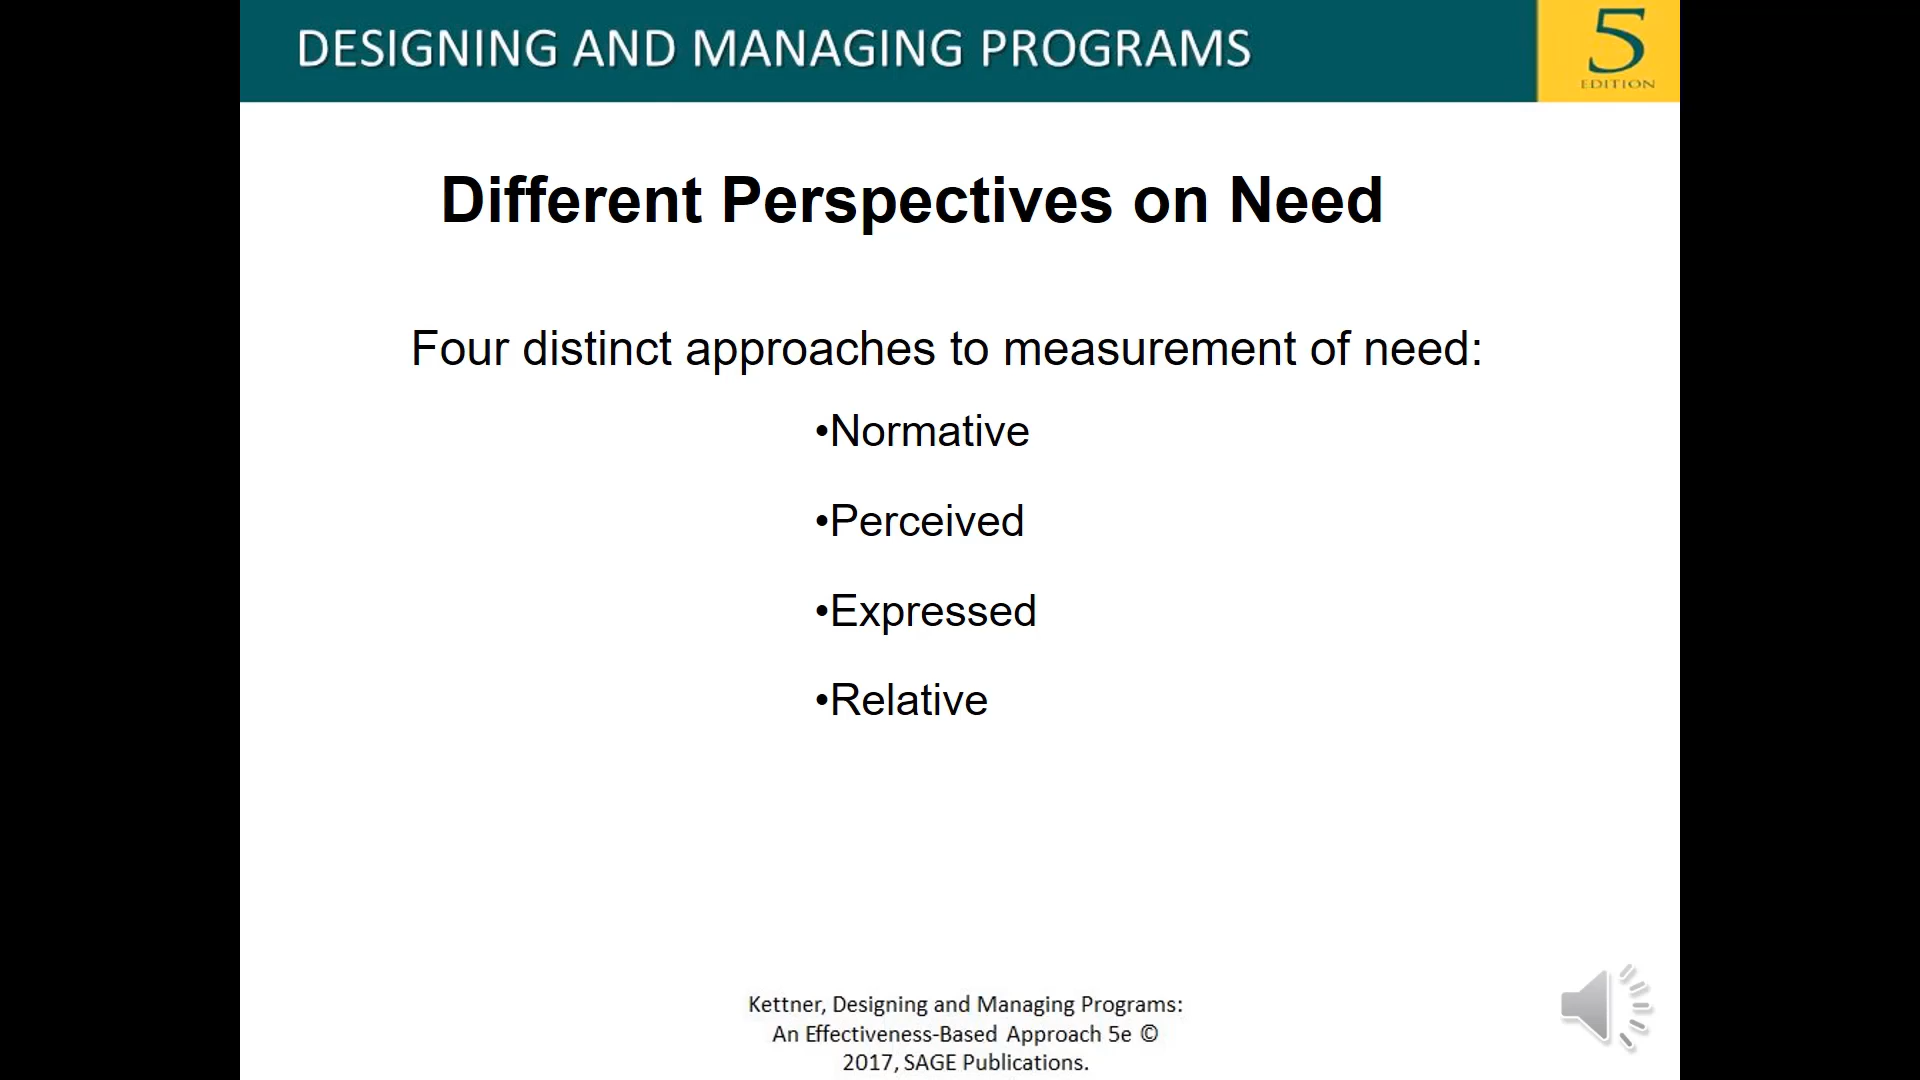 DESIGNING AND MANAGING PROGRAMS
5
EDITION
Different Perspectives on Need
Four distinct approaches to measurement of need:
•Normative
•Perceived
•Expressed
•Relative
Kettner, Designing and Managing Programs:
An Effectiveness-Based Approach 5e ©
2017, SAGE Publications.